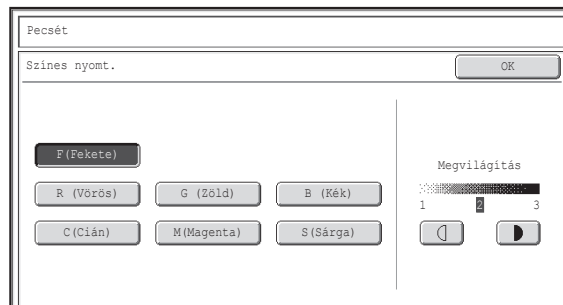 Pecsét
Színes nyomt.
OK
F(Fekete)
R (Vörös) G (Zöld) B (Kék)
C(Cián) M(Magenta) S(Sárga)
Megvilágítás
1 2 3